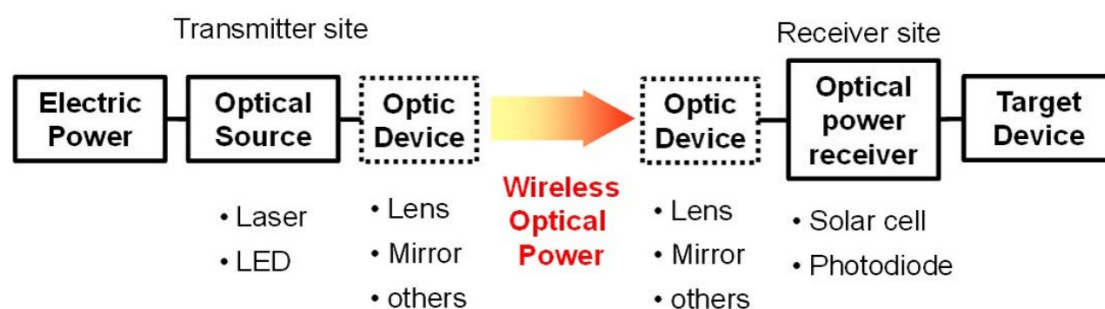 Transmitter site
Receiver site
Electric
Power
Optical
Source
Optic
Device
Wireless
Optical
Power
Optic
Device
Optical
power
receiver
Target
Device
• Laser
• LED
• Lens
• Mirror
• others
• Lens
• Mirror
• others
• Solar cell
• Photodiode